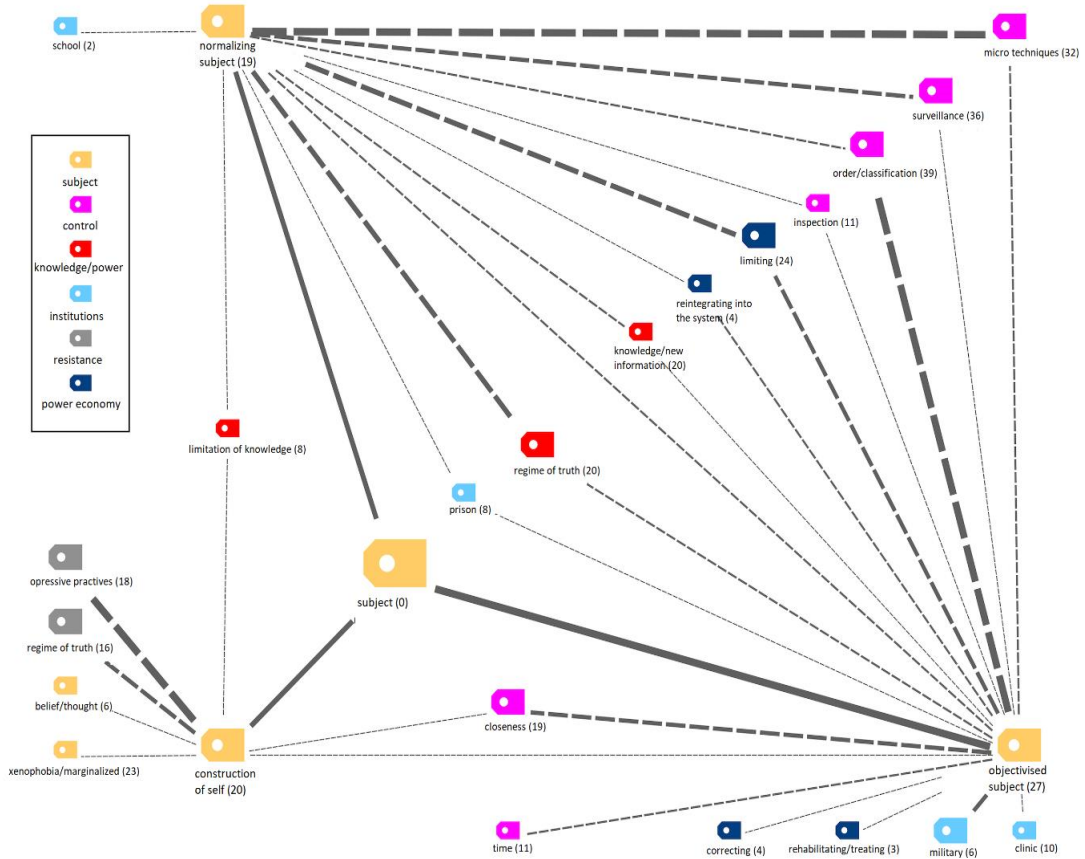 school (2)
normalizing
subject (19)
micro techniques (32)
surveillance (36)
order/classification (39)
inspection (11)
limiting (24)
reintegrating into
the system (4)
knowledge/new
information (20)
subject
control
knowledge/power
institutions
resistance
power economy
limitation of knowledge (8)
regime of truth (20)
prison (8)
subject (0)
opressive practives (18)
regime of truth (16)
belief/thought (6)
xenophobia/marginalized (23)
construction
of self (20)
closeness (19)
objectivised
subject (27)
time (11)
correcting (4)
rehabilitating/treating (3)
military (6)
clinic (10)